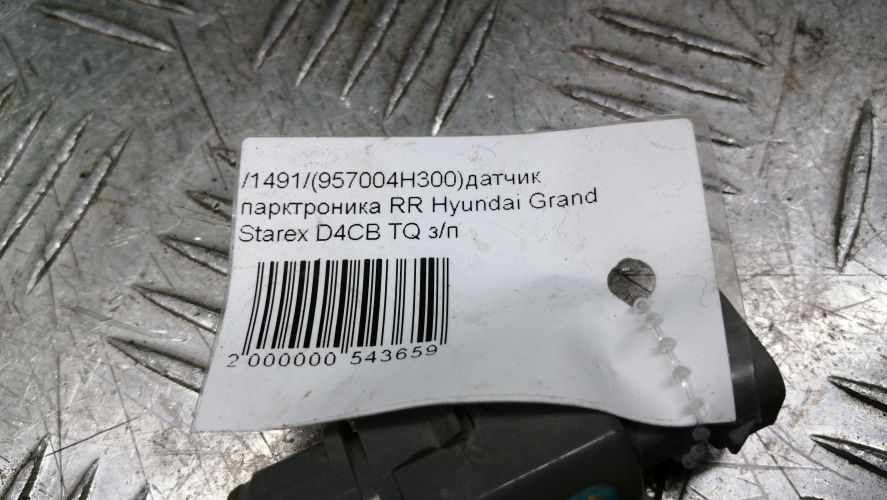 /1491/(957004H300)датчик
парктроника RR Hyundai Grand
Starex D4CB TQ з/п
2 000000 543659